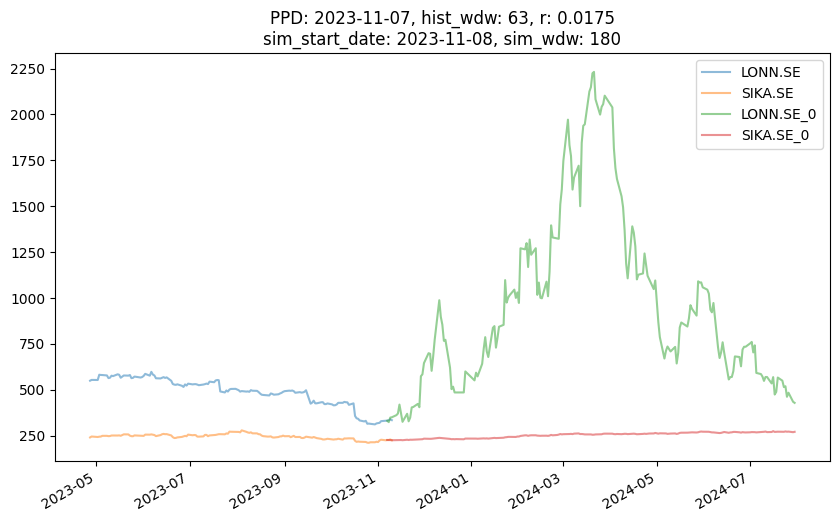 PPD: 2023-11-07, hist_wdw: 63, r: 0.0175
sim_start_date: 2023-11-08, sim_wdw: 180
LONN.SE
SIKA.SE
LONN.SE_0
SIKA.SE_0
2250
2000
1750
1500
1250
1000
750
500
250
2023-05
2023-07
2023-09
2023-11
2024-01
2024-03
2024-05
2024-07